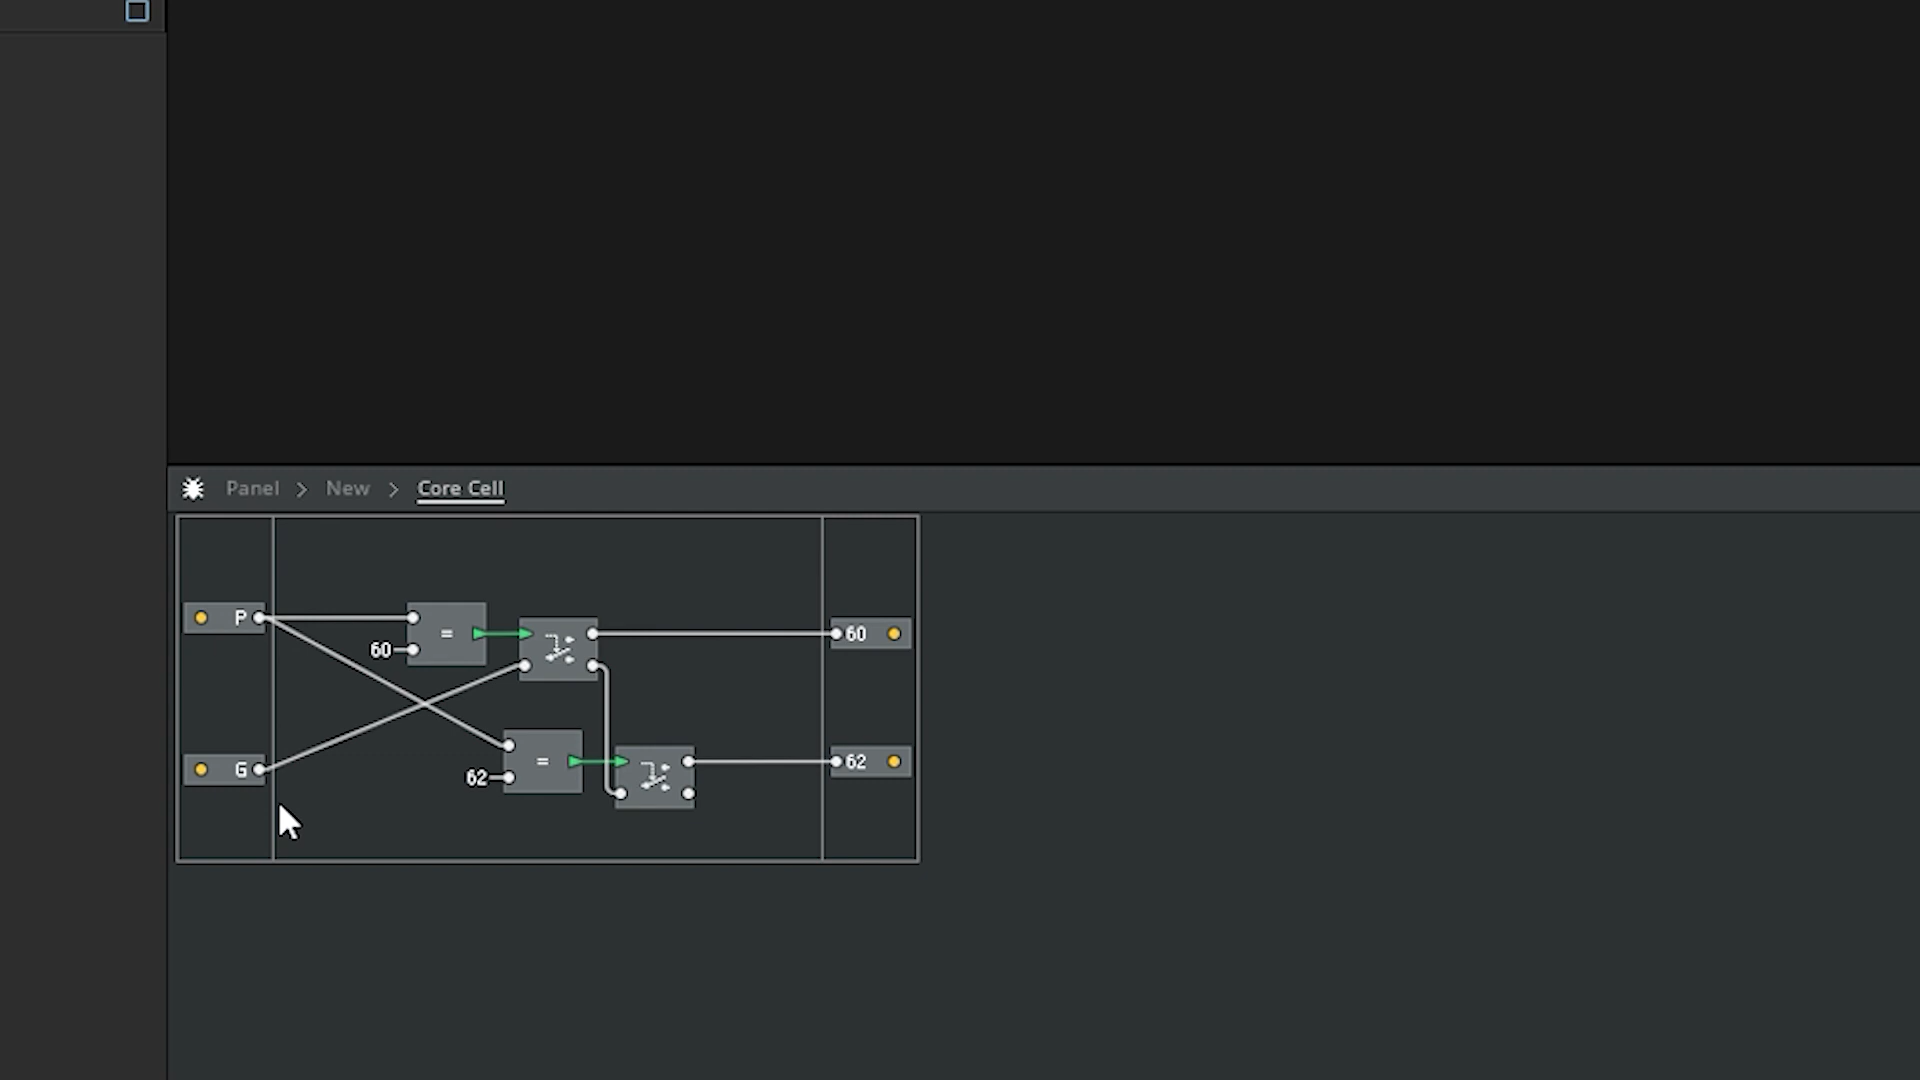 Panel > New > Core Cell
P
=
60
60
G
=
62
62